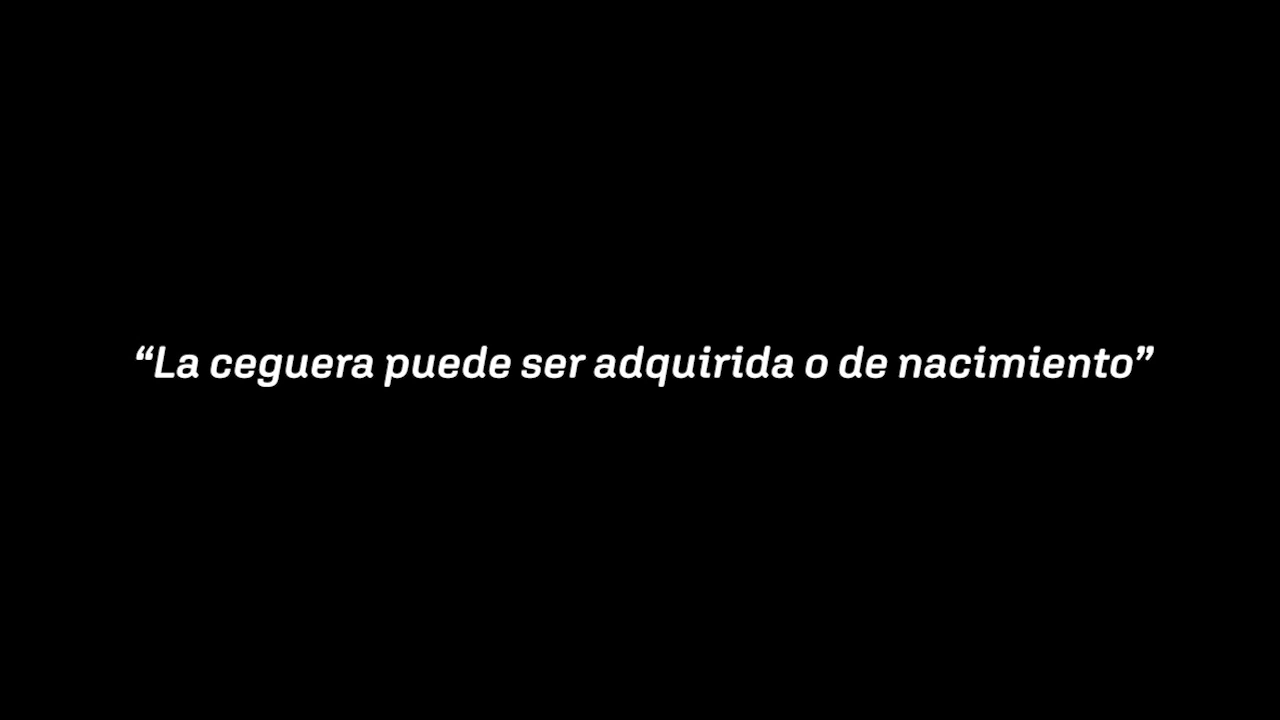 “La ceguera puede ser adquirida o de nacimiento”